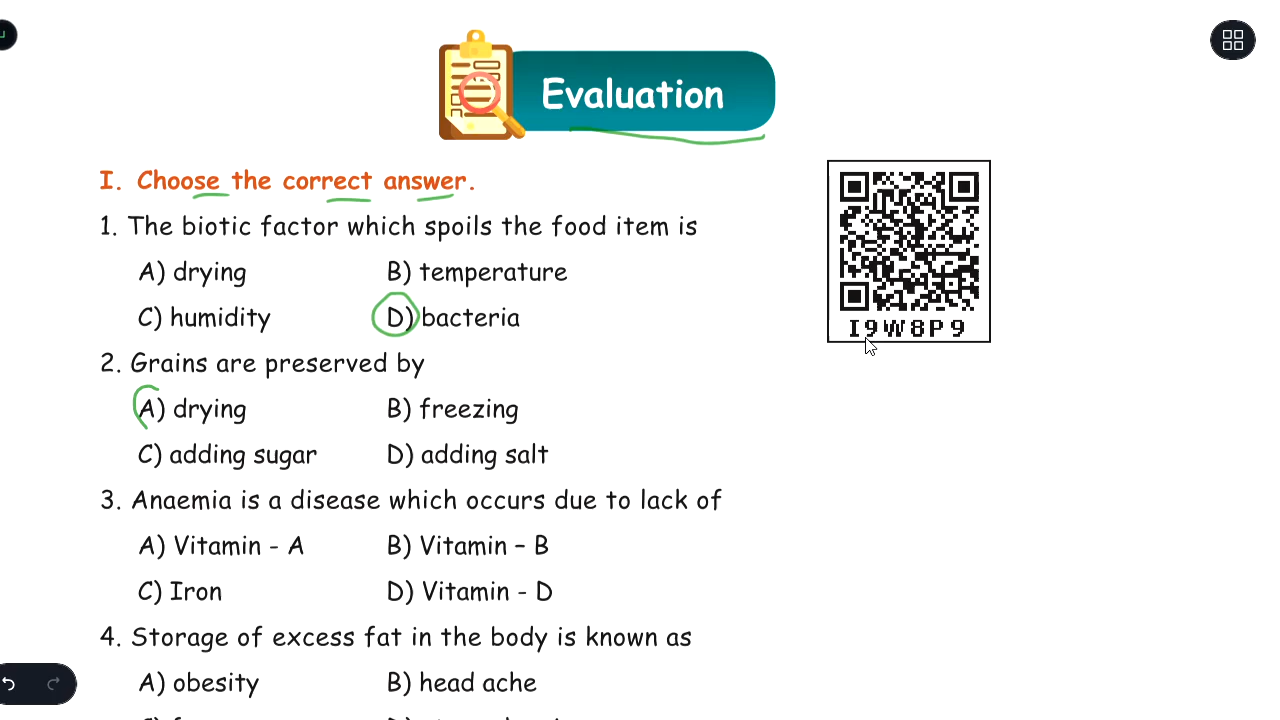 Evaluation
I. Choose the correct answer.
1. The biotic factor which spoils the food item is
A) drying B) temperature
C) humidity D) bacteria
I9W8P9
2. Grains are preserved by
A) drying B) freezing
C) adding sugar D) adding salt
3. Anaemia is a disease which occurs due to lack of
A) Vitamin - A B) Vitamin – B
C) Iron D) Vitamin - D
4. Storage of excess fat in the body is known as
A) obesity B) head ache